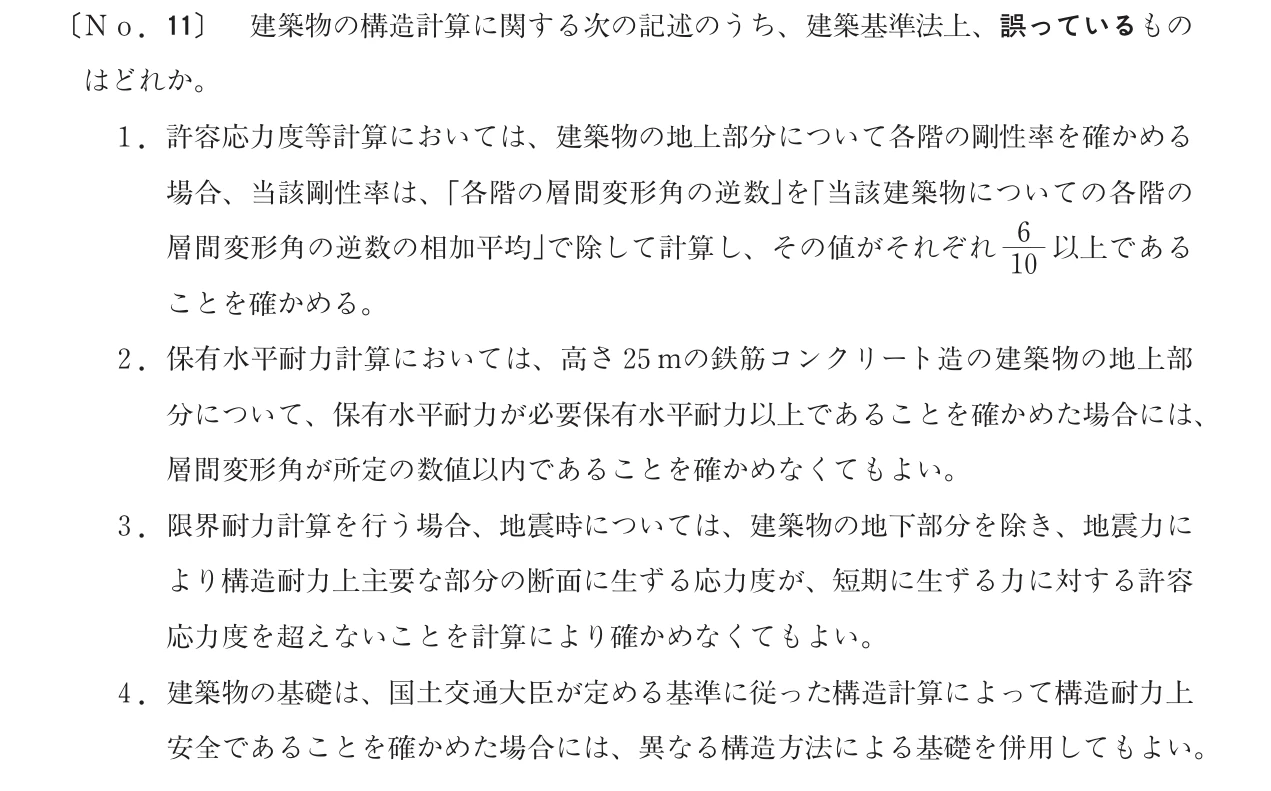 〔Ｎｏ．11〕　建築物の構造計算に関する次の記述のうち、建築基準法上、誤っているもの
はどれか。
１．許容応力度等計算においては、建築物の地上部分について各階の剛性率を確かめる
場合、当該剛性率は、「各階の層間変形角の逆数」を「当該建築物についての各階の
層間変形角の逆数の相加平均」で除して計算し、その値がそれぞれ 6/10 以上である
ことを確かめる。
２．保有水平耐力計算においては、高さ 25 mの鉄筋コンクリート造の建築物の地上部
分について、保有水平耐力が必要保有水平耐力以上であることを確かめた場合には、
層間変形角が所定の数値以内であることを確かめなくてもよい。
３．限界耐力計算を行う場合、地震時については、建築物の地下部分を除き、地震力に
より構造耐力上主要な部分の断面に生ずる応力度が、短期に生ずる力に対する許容
応力度を超えないことを計算により確かめなくてもよい。
４．建築物の基礎は、国土交通大臣が定める基準に従った構造計算によって構造耐力上
安全であることを確かめた場合には、異なる構造方法による基礎を併用してもよい。